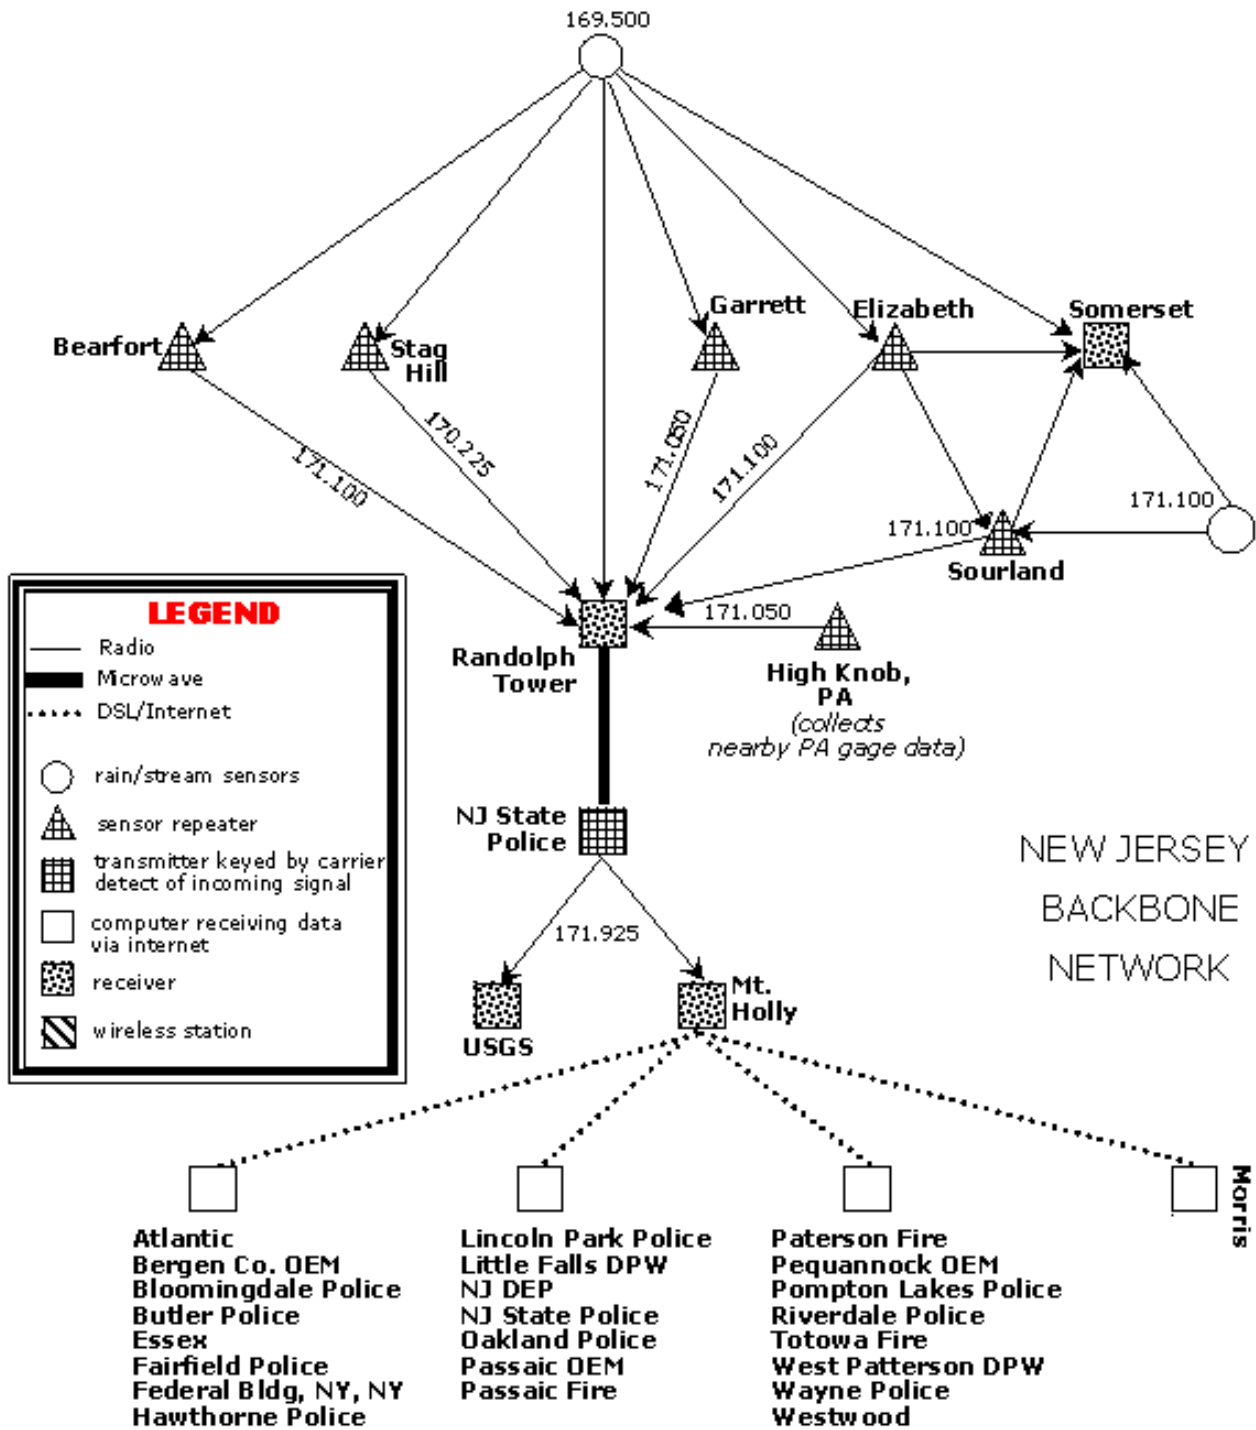 169.500
Bearfort
Stag
Hill
Garrett
Elizabeth
Somerset
171.100
170.225
171.050
171.100
171.100
171.100
Sourland
171.050
Randolph
Tower
High Knob,
PA
(collects
nearby PA gage data)
LEGEND
Radio
Microwave
DSL/Internet
rain/stream sensors
sensor repeater
transmitter keyed by carrier
detect of incoming signal
computer receiving data
via internet
receiver
wireless station
NJ State
Police
171.925
USGS
Mt.
Holly
NEW JERSEY
BACKBONE
NETWORK
Atlantic
Bergen Co. OEM
Bloomingdale Police
Butler Police
Essex
Fairfield Police
Federal Bldg, NY, NY
Hawthorne Police
Lincoln Park Police
Little Falls DPW
NJ DEP
NJ State Police
Oakland Police
Passaic OEM
Passaic Fire
Paterson Fire
Pequannock OEM
Pompton Lakes Police
Riverdale Police
Totowa Fire
West Patterson DPW
Wayne Police
Westwood
Morris